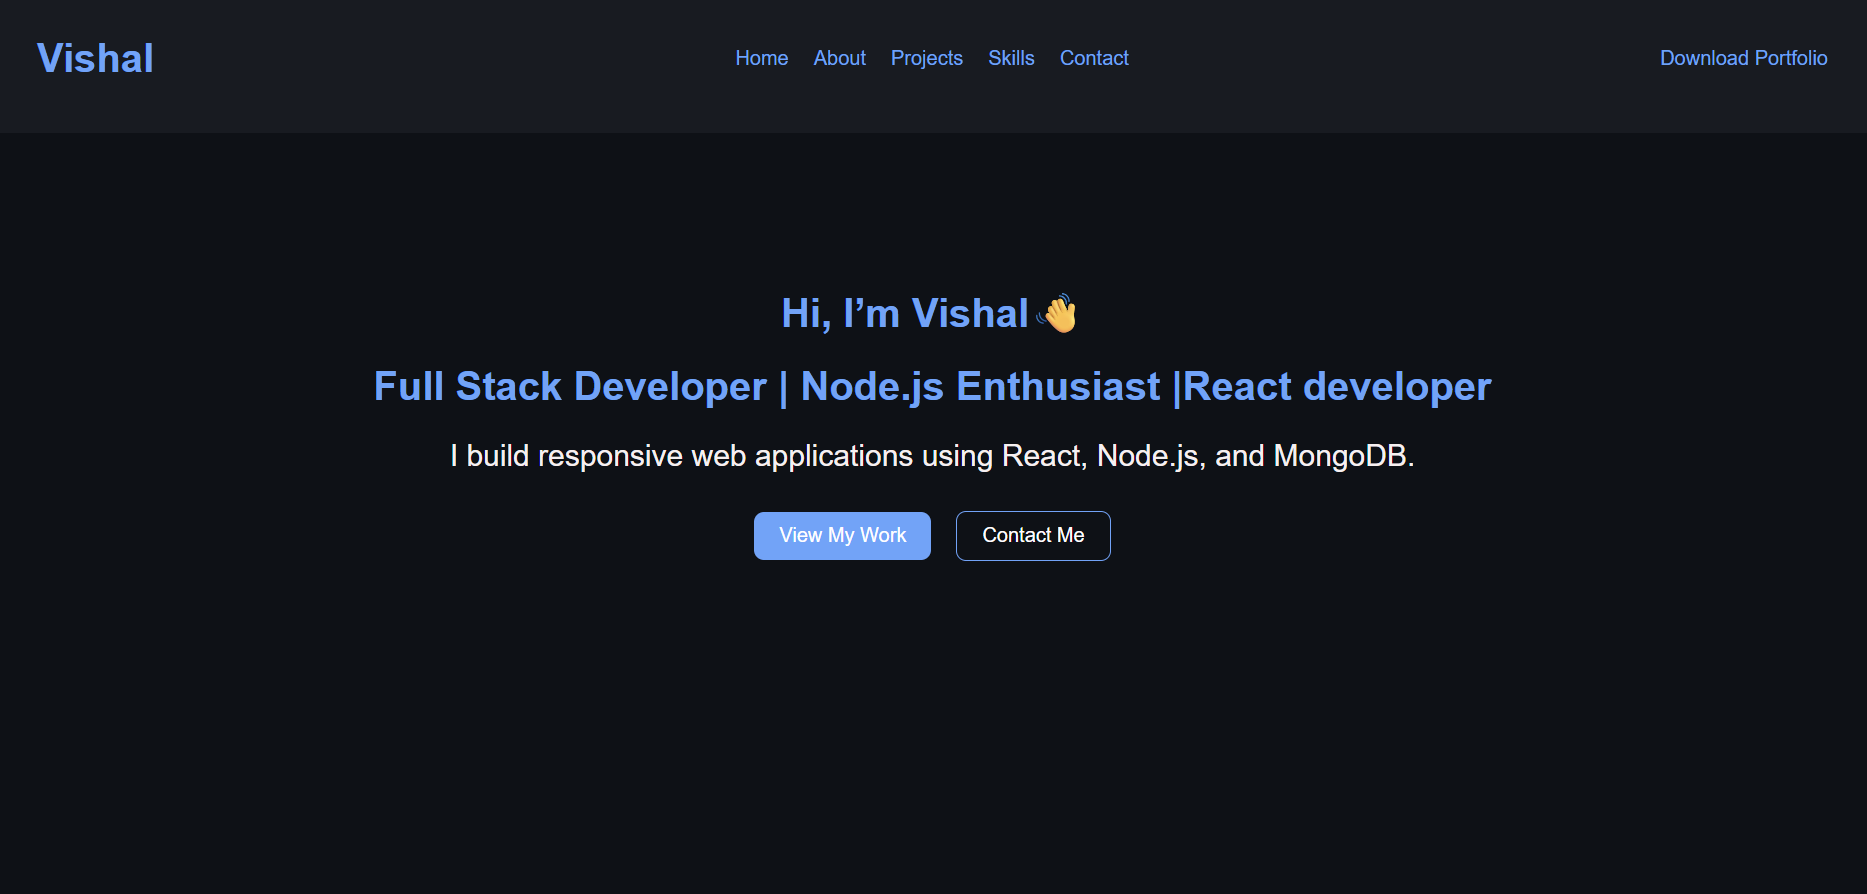 Vishal
Home About Projects Skills Contact
Download Portfolio
Hi, I’m Vishal 👋
Full Stack Developer | Node.js Enthusiast |React developer
I build responsive web applications using React, Node.js, and MongoDB.
View My Work
Contact Me